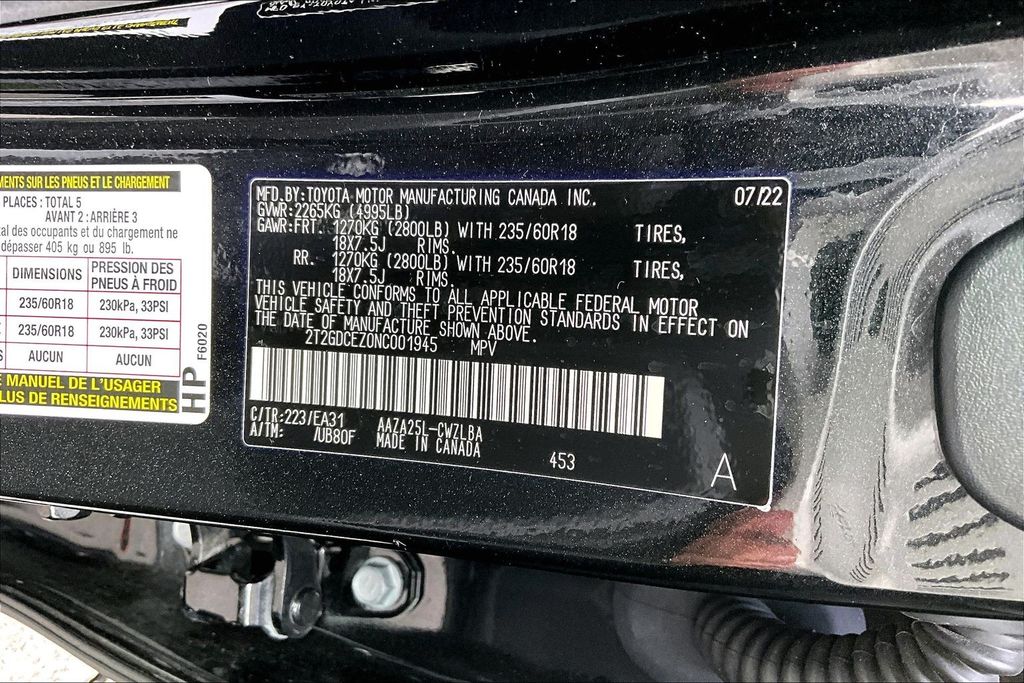 MENTS SUR LES PNEUS ET LE CHARGEMENT
PLACES : TOTAL 5
AVANT 2 : ARRIÈRE 3
tal des occupants et du chargement ne
dépasser 405 kg ou 895 lb.
DIMENSIONS PRESSION DES PNEUS À FROID
235/60R18 230kPa, 33PSI
235/60R18 230kPa, 33PSI
AUCUN AUCUN
E MANUEL DE L'USAGER
PLUS DE RENSEIGNEMENTS
HP F6020
MFD BY:TOYOTA MOTOR MANUFACTURING CANADA INC. 07/22
GVWR:2265KG (4995LB)
GAWR:FRT. 1270KG (2800LB) WITH 235/60R18 TIRES,
18X7.5J RIMS.
RR. 1270KG (2800LB) WITH 235/60R18 TIRES,
18X7.5J RIMS.
THIS VEHICLE CONFORMS TO ALL APPLICABLE FEDERAL MOTOR
VEHICLE SAFETY AND THEFT PREVENTION STANDARDS IN EFFECT ON
THE DATE OF MANUFACTURE SHOWN ABOVE.
2T2GDCEZ0NC001945 MPV
C/TR:223/EA31 AAZA25L-CWZLBA
A/TM: /UB80F MADE IN CANADA
453
A